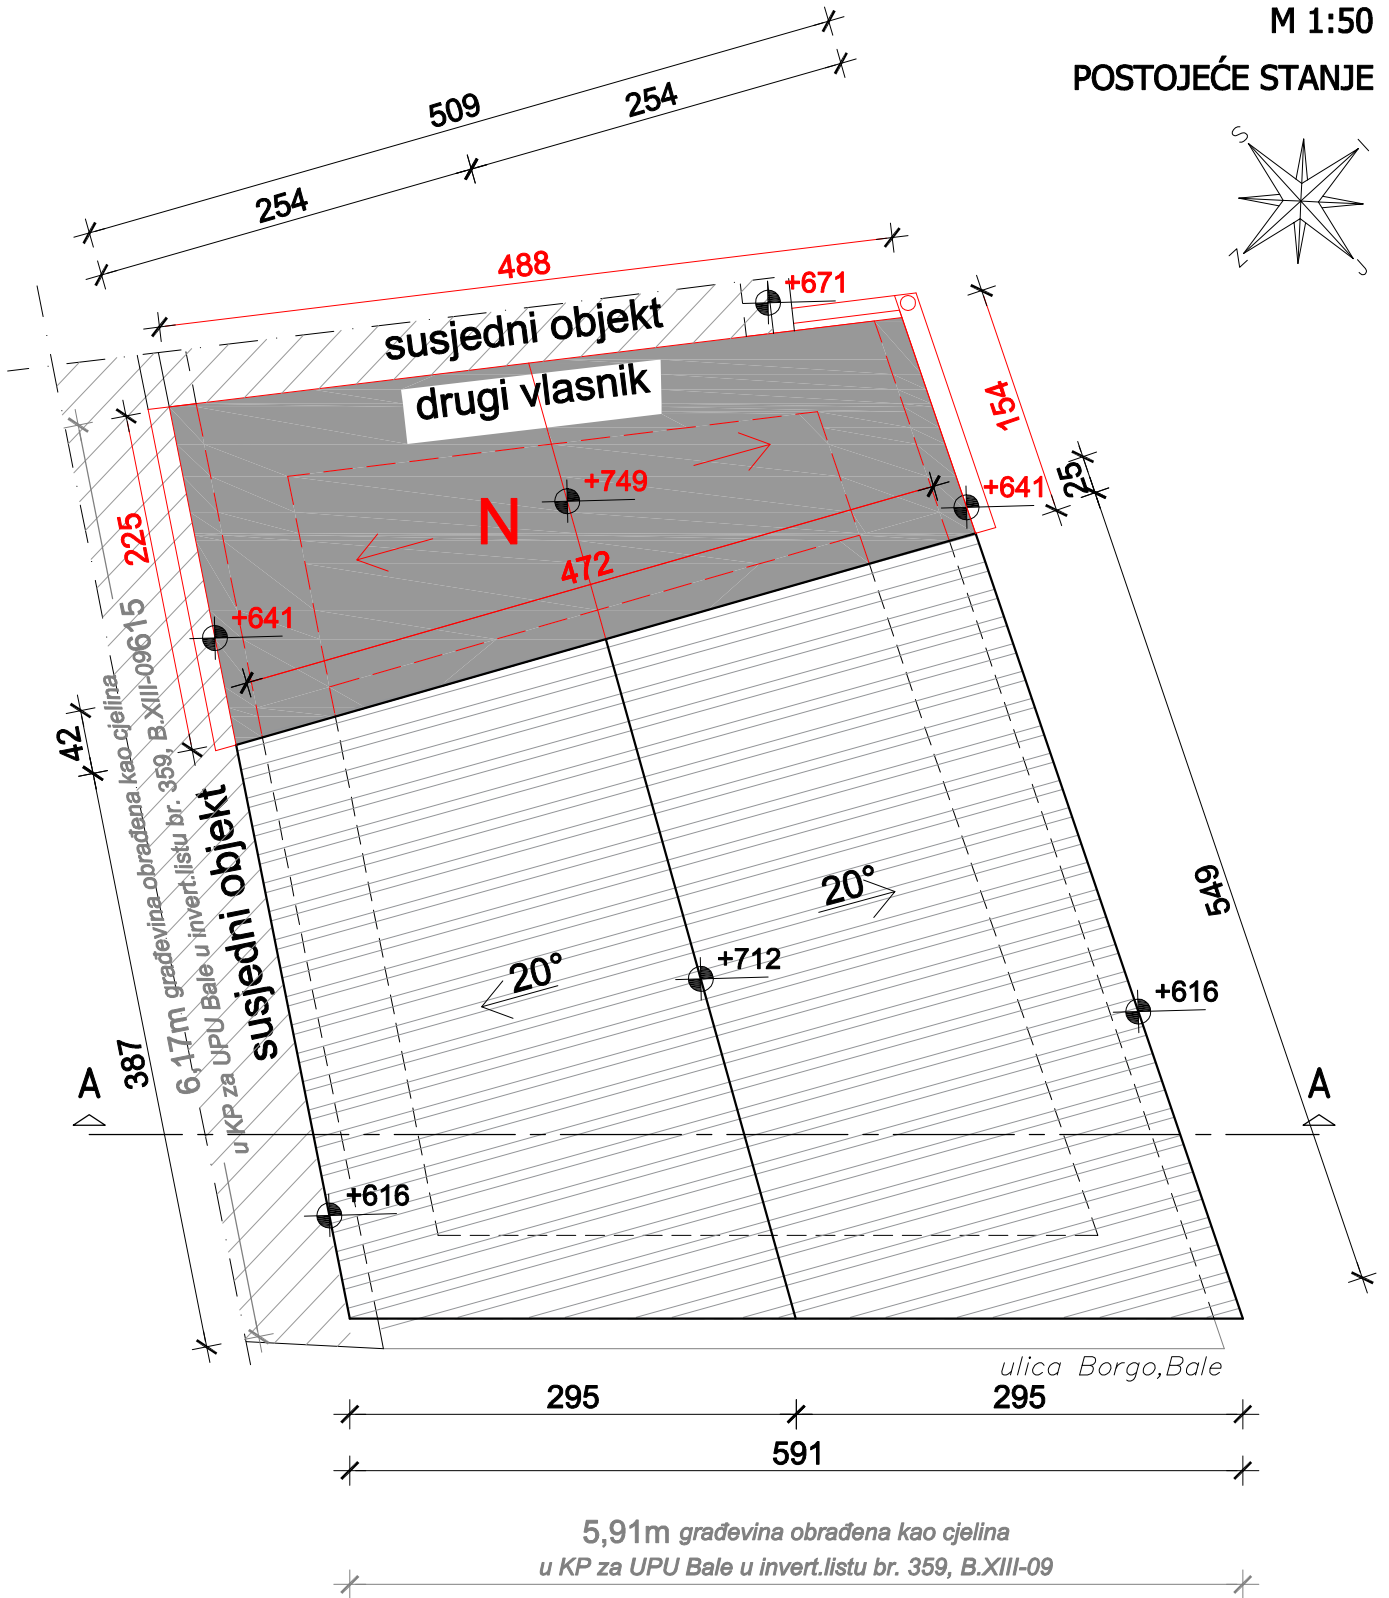 M 1:50
POSTOJEĆE STANJE
S
I
Z
J
509
254
254
488
+671
susjedni objekt
drugi vlasnik
154
25
+749
+641
N
472
225
+641
42
615
6,17m građevina obrađena kao cjelina
u KP za UPU Bale u invert.listu br. 359, B.XIII-09
susjedni objekt
387
549
20°
20°
+712
+616
+616
A
A
ulica Borgo,Bale
295
295
591
5,91m građevina obrađena kao cjelina
u KP za UPU Bale u invert.listu br. 359, B.XIII-09